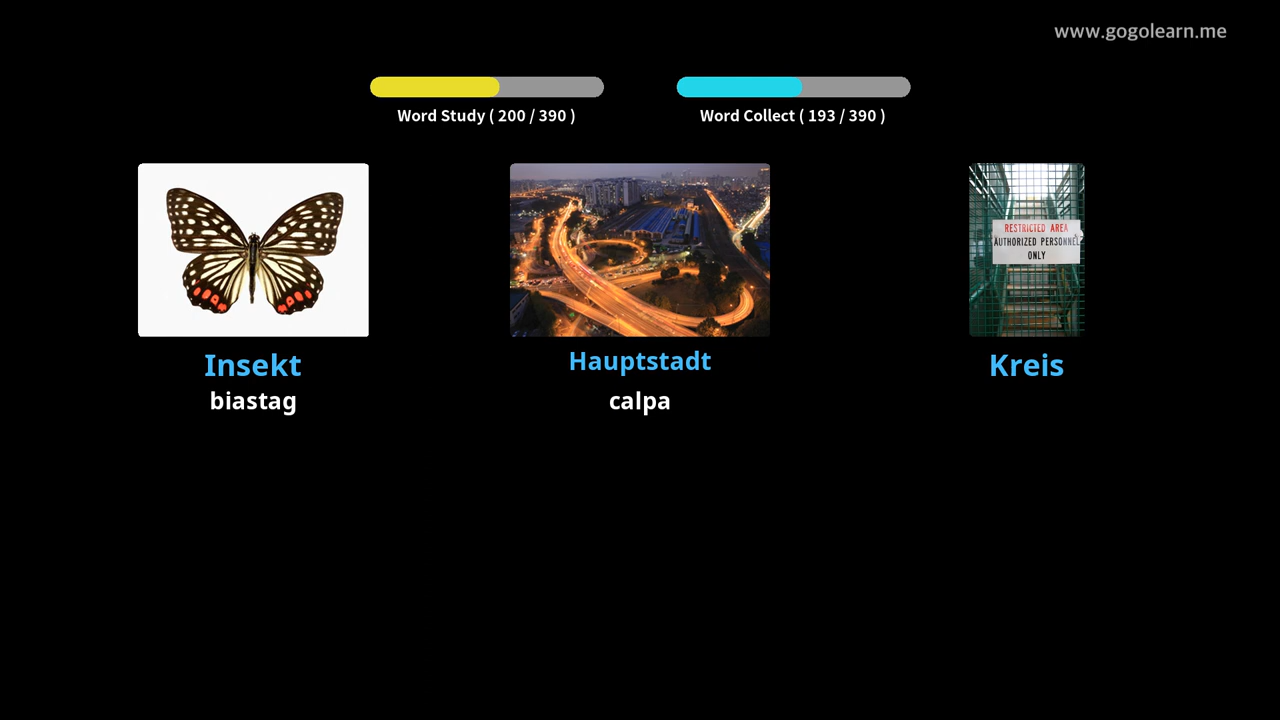 www.gogolearn.me
Word Study ( 200 / 390 )
Word Collect ( 193 / 390 )
RESTRICTED AREA
AUTHORIZED PERSONNEL
ONLY
Insekt
biastag
Hauptstadt
calpa
Kreis